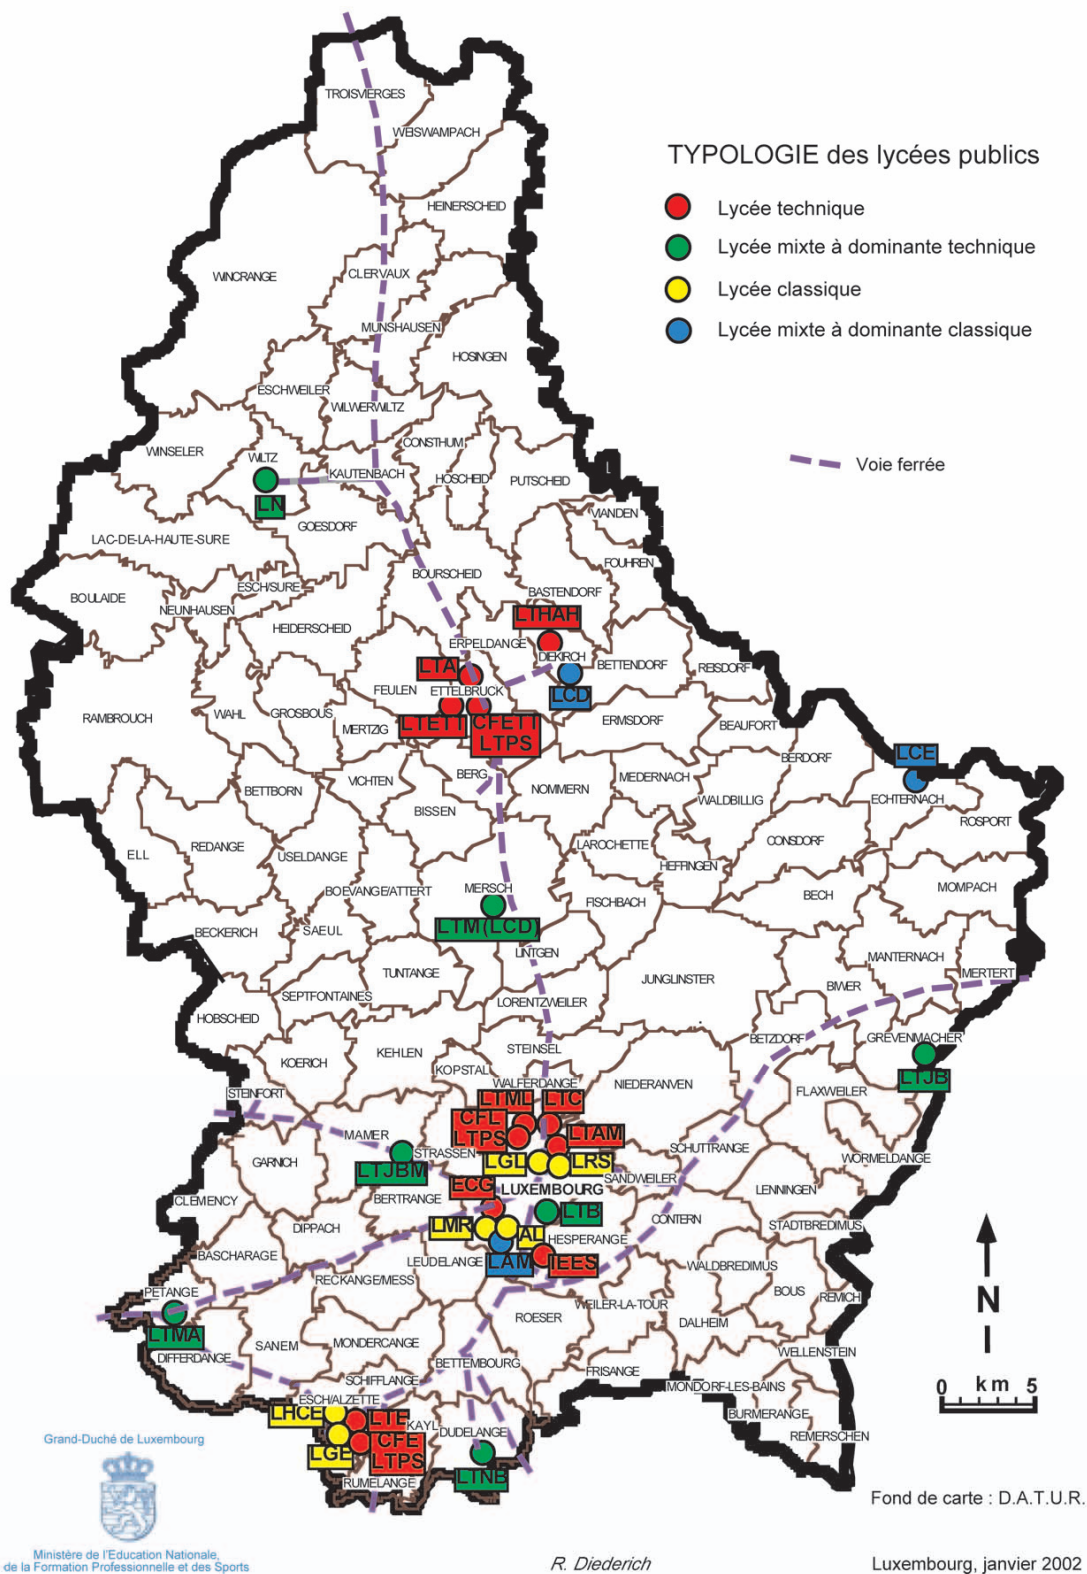 TROISVIERGES
WEISWAMPACH
TYPOLOGIE des lycées publics
Lycée technique
Lycée mixte à dominante technique
Lycée classique
Lycée mixte à dominante classique
Voie ferrée
HEINERSCHEID
WINCRANGE
CLERVAUX
MUNSHAUSEN
HOSINGEN
ESCHWEILER
WILWERWILTZ
CONSTHUM
WINSELER
WILTZ
KAUTENBACH
HOSCHEID
PUTSCHEID
LN
GOESDORF
VIANDEN
LAC-DE-LA-HAUTE-SURE
FOUHREN
BOURSCHEID
ESCH/SURE
BASTENDORF
BOULAIDE
NEUNHAUSEN
LTHAH
HEIDERSCHEID
ERPELDANGE
DIEKIRCH
BETTENDORF
REISDORF
LTA
FEULEN
ETTELBRUCK
LCD
RAMBROUCH
WAHL
GROSBOUS
MERTZIG
LTETT
CFETT
LTPS
ERMSDORF
BEAUFORT
BERDORF
LCE
BERG
VICHTEN
MEDERNACH
BETTBORN
NOMMERN
WALDBILLIG
ECHTERNACH
BISSEN
ROSPORT
ELL
REDANGE
USELDANGE
LAROCHETTE
CONSDORF
HEFFINGEN
BOEVANGE/ATTERT
MERSCH
FISCHBACH
BECH
MOMPACH
LTM(LCD)
BECKERICH
SAEUL
LINTGEN
TUNTANGE
JUNGLINSTER
MANTERNACH
MERTERT
SEPTFONTAINES
LORENTZWEILER
BIWER
HOBSCHEID
KOERICH
KEHLEN
STEINSEL
BETZDORF
GREVENMACHER
KOPSTAL
WALFERDANGE
NIEDERANVEN
LTJB
STEINFORT
FLAXWEILER
LTML
LTC
CFL
LTPS
LTAM
MAMER
STRASSEN
SCHUTTRANGE
GARNICH
LTJBM
LGL
LRS
WORMELDANGE
SANDWEILER
ECG
LUXEMBOURG
LENNINGEN
CLEMENCY
BERTRANGE
LTB
CONTERN
STADTBREDIMUS
DIPPACH
LMR
AL
HESPERANGE
BASCHARAGE
LEUDELANGE
LAM
IEES
WALDBREDIMUS
RECKANGE/MESS
BOUS
REMICH
PETANGE
ROESER
WEILER-LA-TOUR
DALHEIM
LTMA
SANEM
MONDERCANGE
WELLENSTEIN
DIFFERDANGE
BETTEMBOURG
FRISANGE
SCHIFFLANGE
MONDORF-LES-BAINS
ESCH/ALZETTE
BURMERANGE
LHCE
LTE
KAYL
DUDELANGE
REMERSCHEN
LGE
CFE
LTPS
LTNB
RUMELANGE
N
0 km 5
Grand-Duché de Luxembourg
Ministère de l'Education Nationale,
de la Formation Professionnelle et des Sports
Fond de carte : D.A.T.U.R.
R. Diederich
Luxembourg, janvier 2002